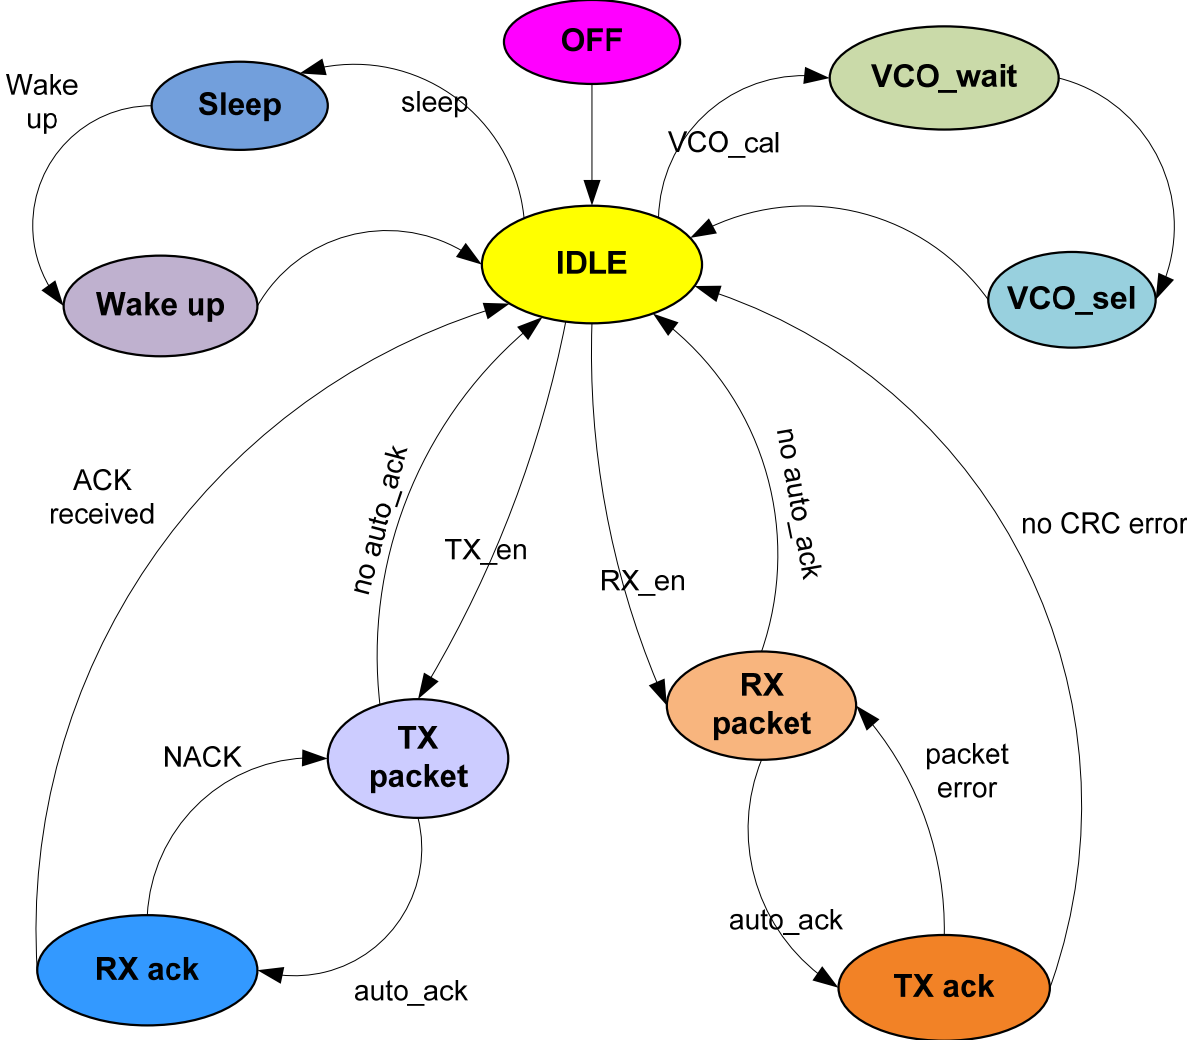 OFF
VCO_wait
Wake
up
Sleep
sleep
VCO_cal
IDLE
Wake up
VCO_sel
ACK
received
no auto_ack
TX_en
RX_en
no auto_ack
no CRC error
RX
packet
TX
packet
NACK
packet
error
auto_ack
RX ack
auto_ack
TX ack